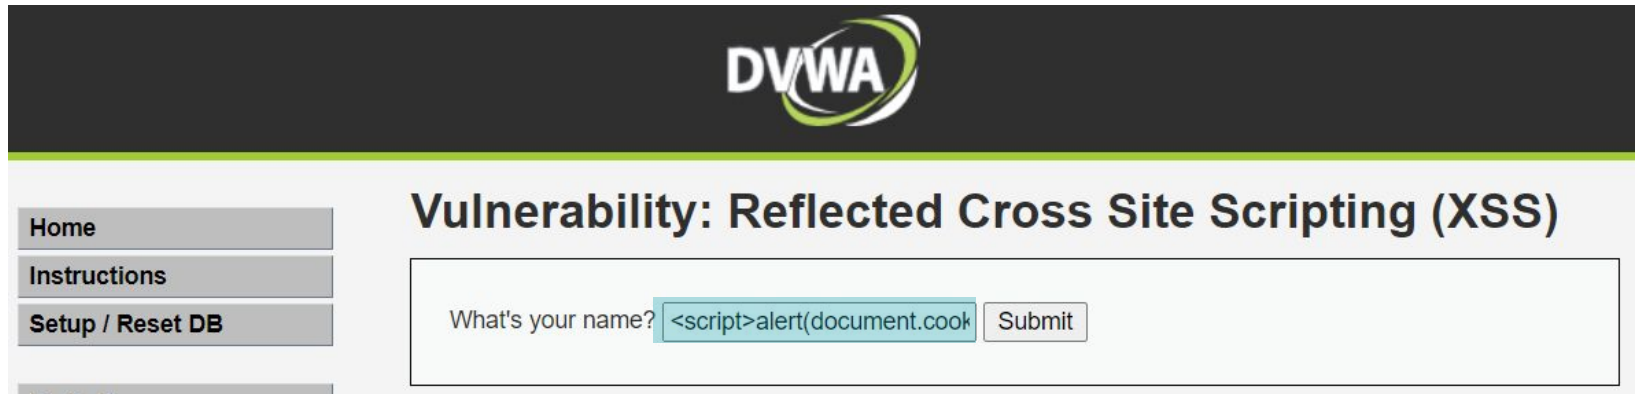 DVWA
Home
Instructions
Setup / Reset DB
Vulnerability: Reflected Cross Site Scripting (XSS)
What's your name? <script>alert(document.cook Submit